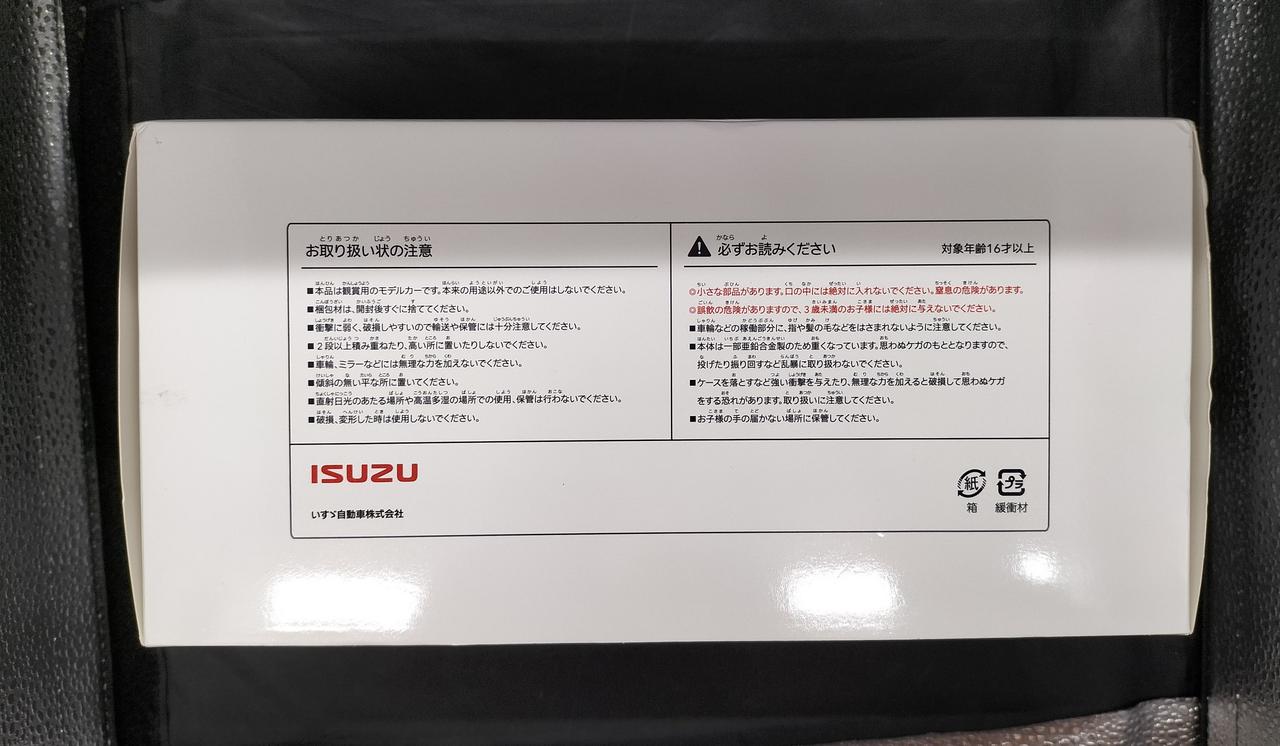 お取り扱い状の注意
■本品は観賞用のモデルカーです。本来の用途以外でのご使用はしないでください。
■梱包材は、開封後すぐに捨ててください。
■衝撃に弱く、破損しやすいので輸送や保管には十分注意してください。
■２段以上積み重ねたり、高い所に置いたりしないでください。
■車輪、ミラーなどには無理な力を加えないでください。
■傾斜の無い平な所に置いてください。
■直射日光のあたる場所や高温多湿の場所での使用、保管は行わないでください。
■破損、変形した時は使用しないでください。
必ずお読みください
対象年齢16才以上
◎小さな部品があります。口の中には絶対に入れないでください。窒息の危険があります。
◎誤飲の危険がありますので、３歳未満のお子様には絶対に与えないでください。
■車輪などの稼働部分に、指や髪の毛などをはさまれないように注意してください。
■本体は一部亜鉛合金製のため重くなっています。思わぬケガのもととなりますので、
投げたり振り回すなど乱暴に取り扱わないでください。
■ケースを落とすなど強い衝撃を与えたり、無理な力を加えると破損して思わぬケガ
をする恐れがあります。取り扱いに注意してください。
■お子様の手の届かない場所に保管してください。
ISUZU
いすゞ自動車株式会社
紙
プラ
箱
緩衝材